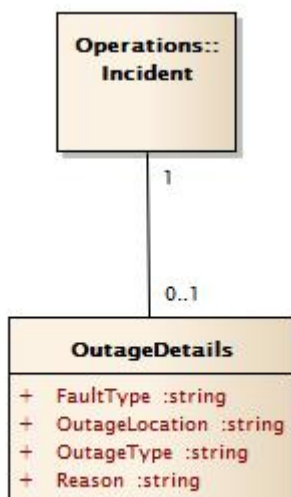 Operations::
Incident
1
0..1
OutageDetails
+ FaultType :string
+ OutageLocation :string
+ OutageType :string
+ Reason :string